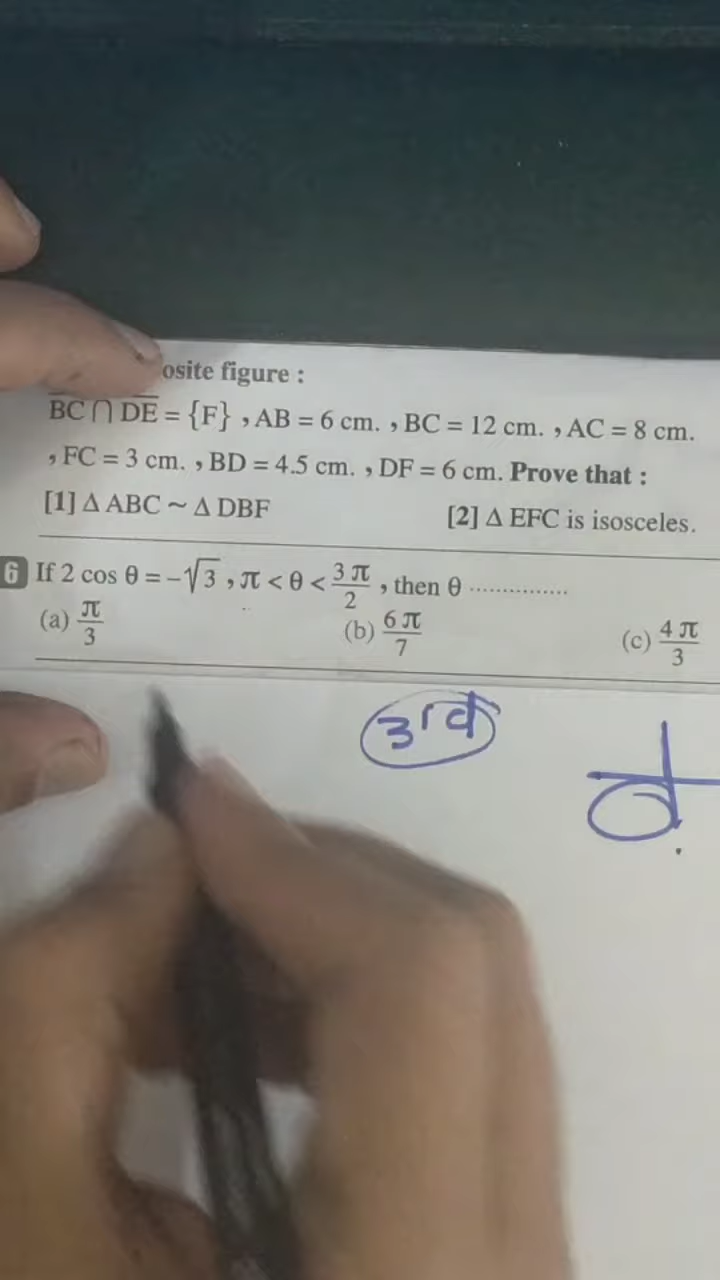 osite figure :
BC ∩ DE = {F} , AB = 6 cm. , BC = 12 cm. , AC = 8 cm.
, FC = 3 cm. , BD = 4.5 cm. , DF = 6 cm. Prove that :
[1] Δ ABC ~ Δ DBF [2] Δ EFC is isosceles.
6 If 2 cos θ = -√3 , π < θ < 3π/2 , then θ ...............
(a) π/3 (b) 6π/7 (c) 4π/3
3rd